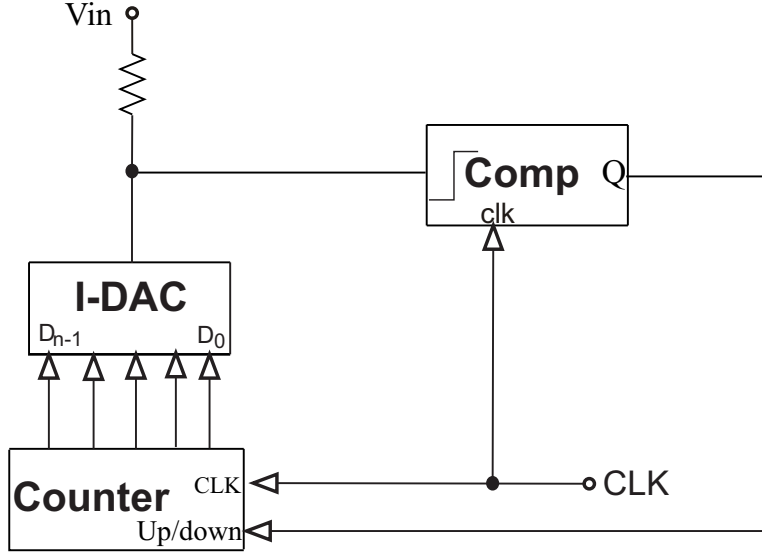 Vin
Comp
Q
clk
I-DAC
Dn-1
D0
CLK
CLK
Counter
Up/down